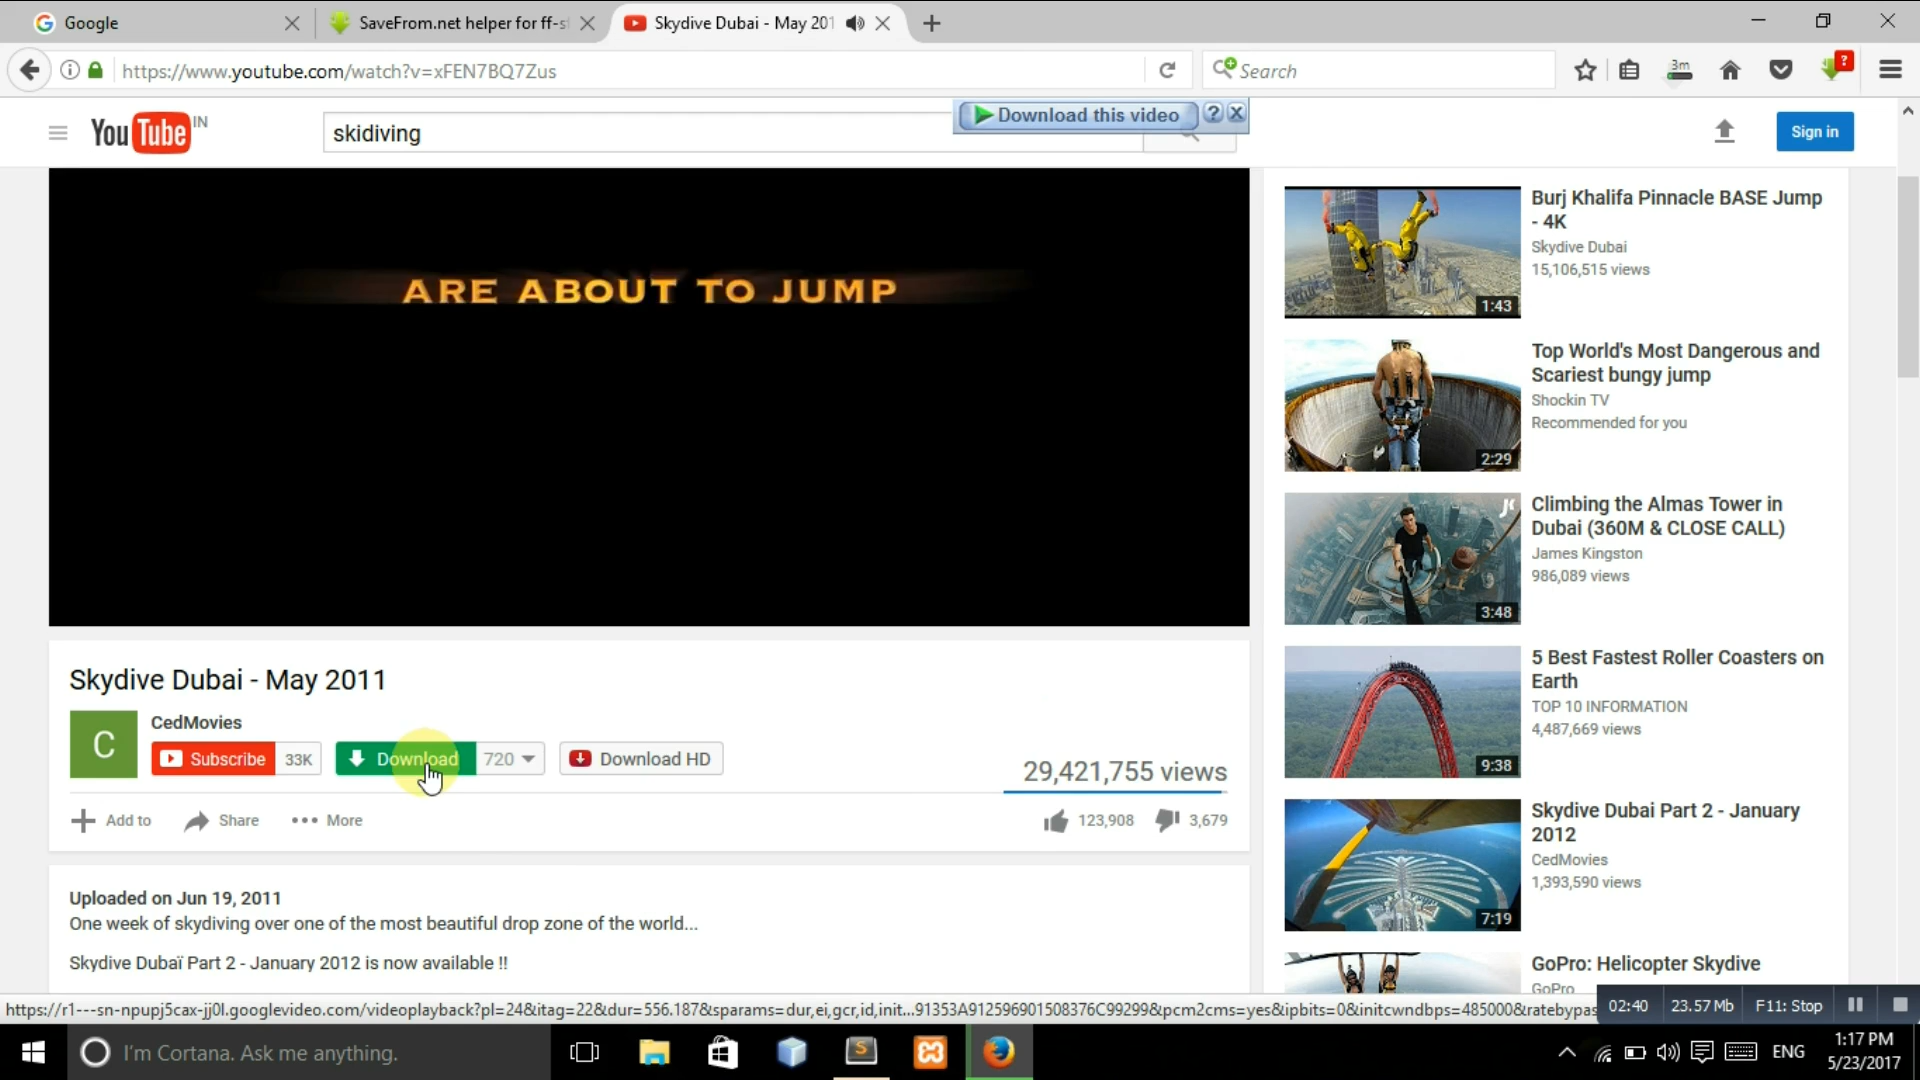 Google
SaveFrom.net helper for ff-s
Skydive Dubai - May 201
https://www.youtube.com/watch?v=xFEN7BQ7Zus
Search
3m
?
YouTube IN
skidiving
Download this video
?
Sign in
ARE ABOUT TO JUMP
Burj Khalifa Pinnacle BASE Jump
- 4K
Skydive Dubai
15,106,515 views
1:43
Top World's Most Dangerous and
Scariest bungy jump
Shockin TV
Recommended for you
2:29
Climbing the Almas Tower in
Dubai (360M & CLOSE CALL)
James Kingston
986,089 views
3:48
5 Best Fastest Roller Coasters on
Earth
TOP 10 INFORMATION
4,487,669 views
9:38
Skydive Dubai Part 2 - January
2012
CedMovies
1,393,590 views
7:19
GoPro: Helicopter Skydive
GoPro
Skydive Dubai - May 2011
C
CedMovies
Subscribe 33K
Download 720
Download HD
29,421,755 views
Add to
Share
More
123,908
3,679
Uploaded on Jun 19, 2011
One week of skydiving over one of the most beautiful drop zone of the world...
Skydive Dubaï Part 2 - January 2012 is now available !!
https://r1---sn-npupj5cax-jj0l.googlevideo.com/videoplayback?pl=24&itag=22&dur=556.187&sparams=dur,ei,gcr,id,init...91353A912596901508376C99299&pcm2cms=yes&ipbits=0&initcwndbps=485000&ratebypas
02:40
23.57 Mb
F11: Stop
I'm Cortana. Ask me anything.
S
ENG
1:17 PM
5/23/2017